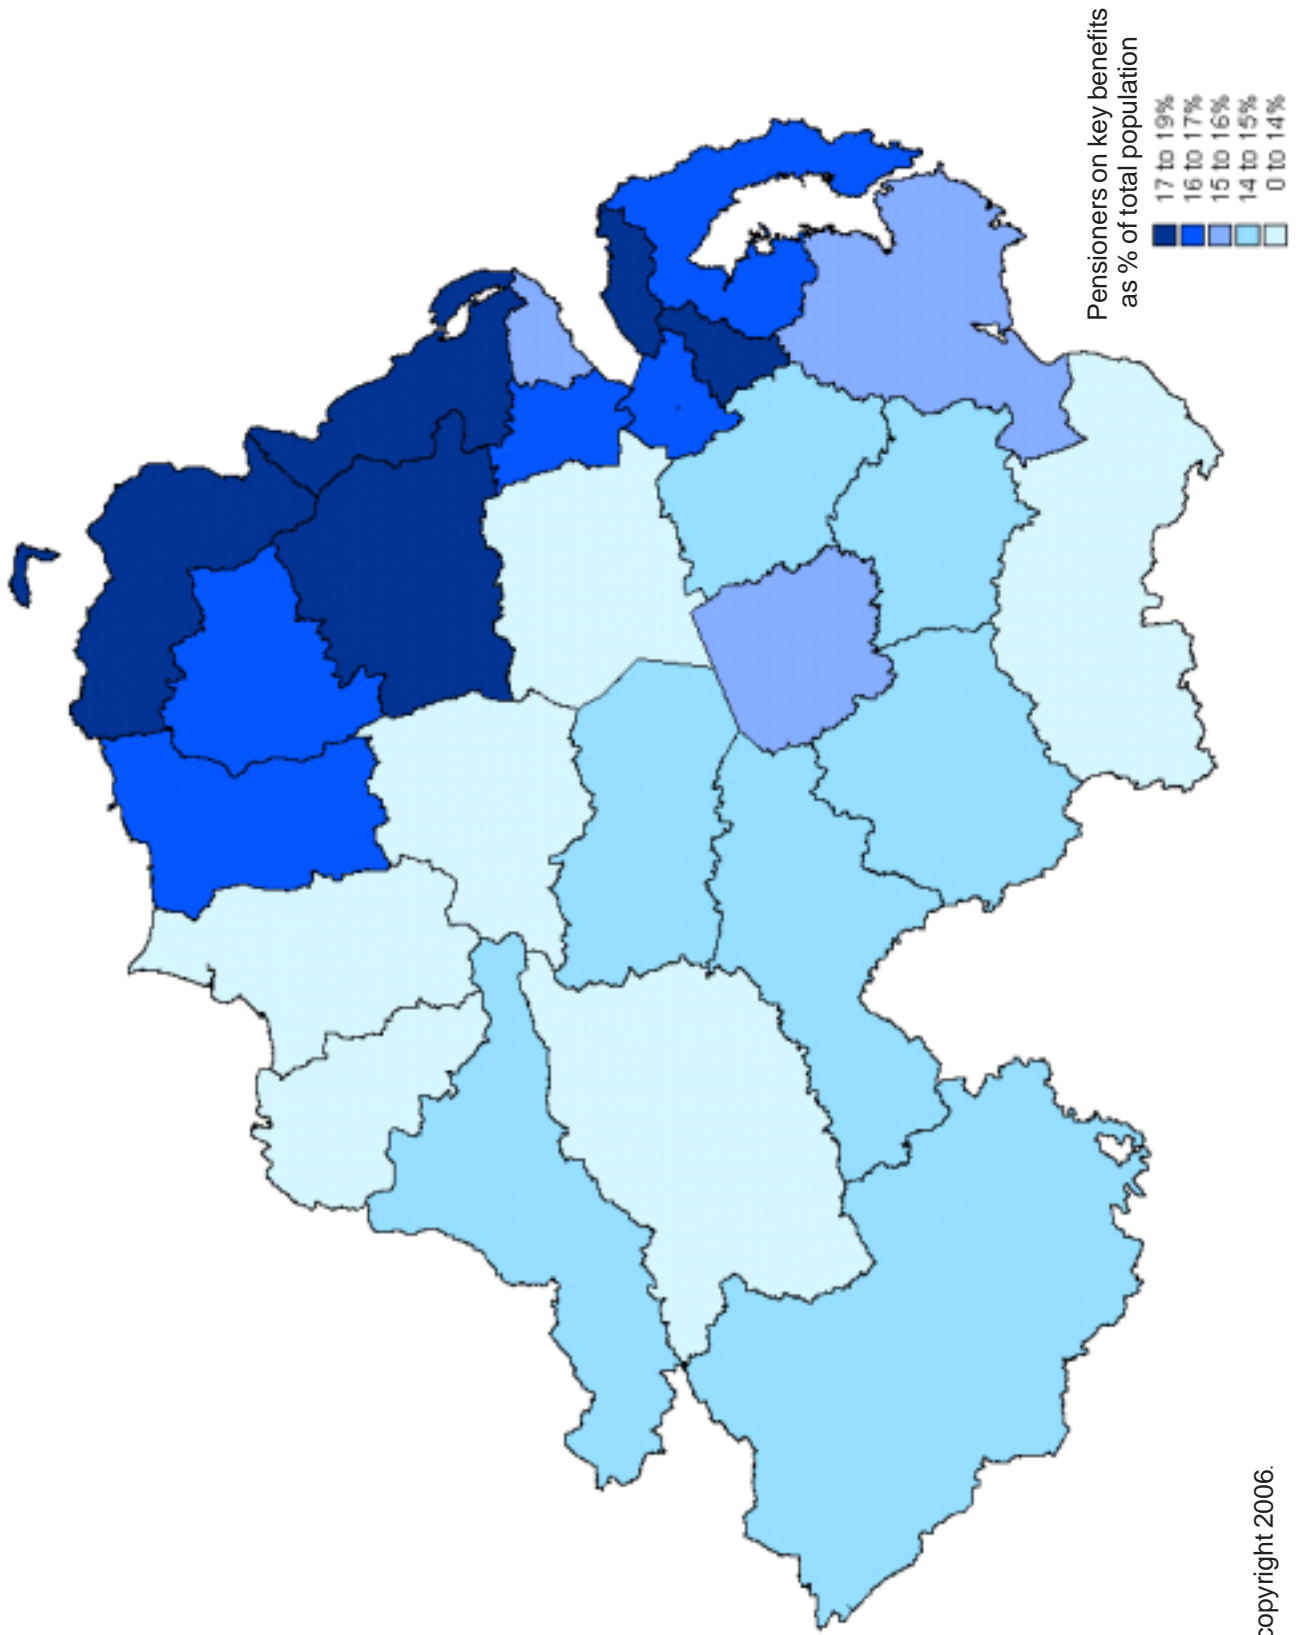 Pensioners on key benefits
as % of total population
17 to 19%
16 to 17%
15 to 16%
14 to 15%
0 to 14%
copyright 2006.